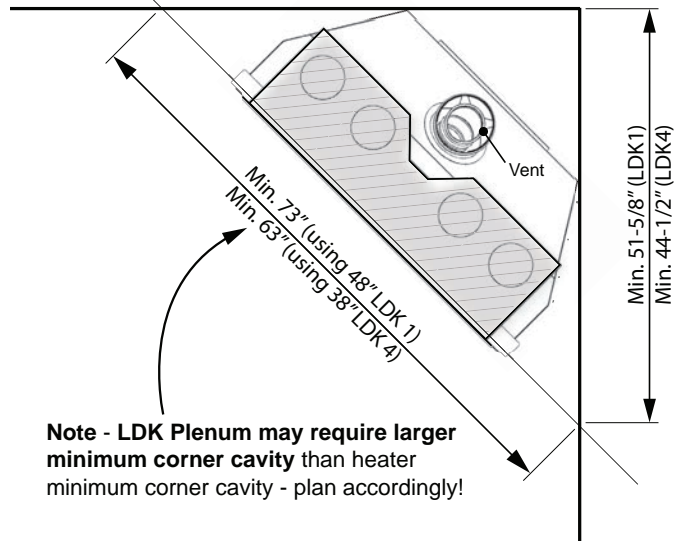 Vent
Min. 51-5/8" (LDK1)
Min. 44-1/2" (LDK4)
Min. 73" (using 48" LDK 1)
Min. 63" (using 38" LDK 4)
Note - LDK Plenum may require larger
minimum corner cavity than heater
minimum corner cavity - plan accordingly!